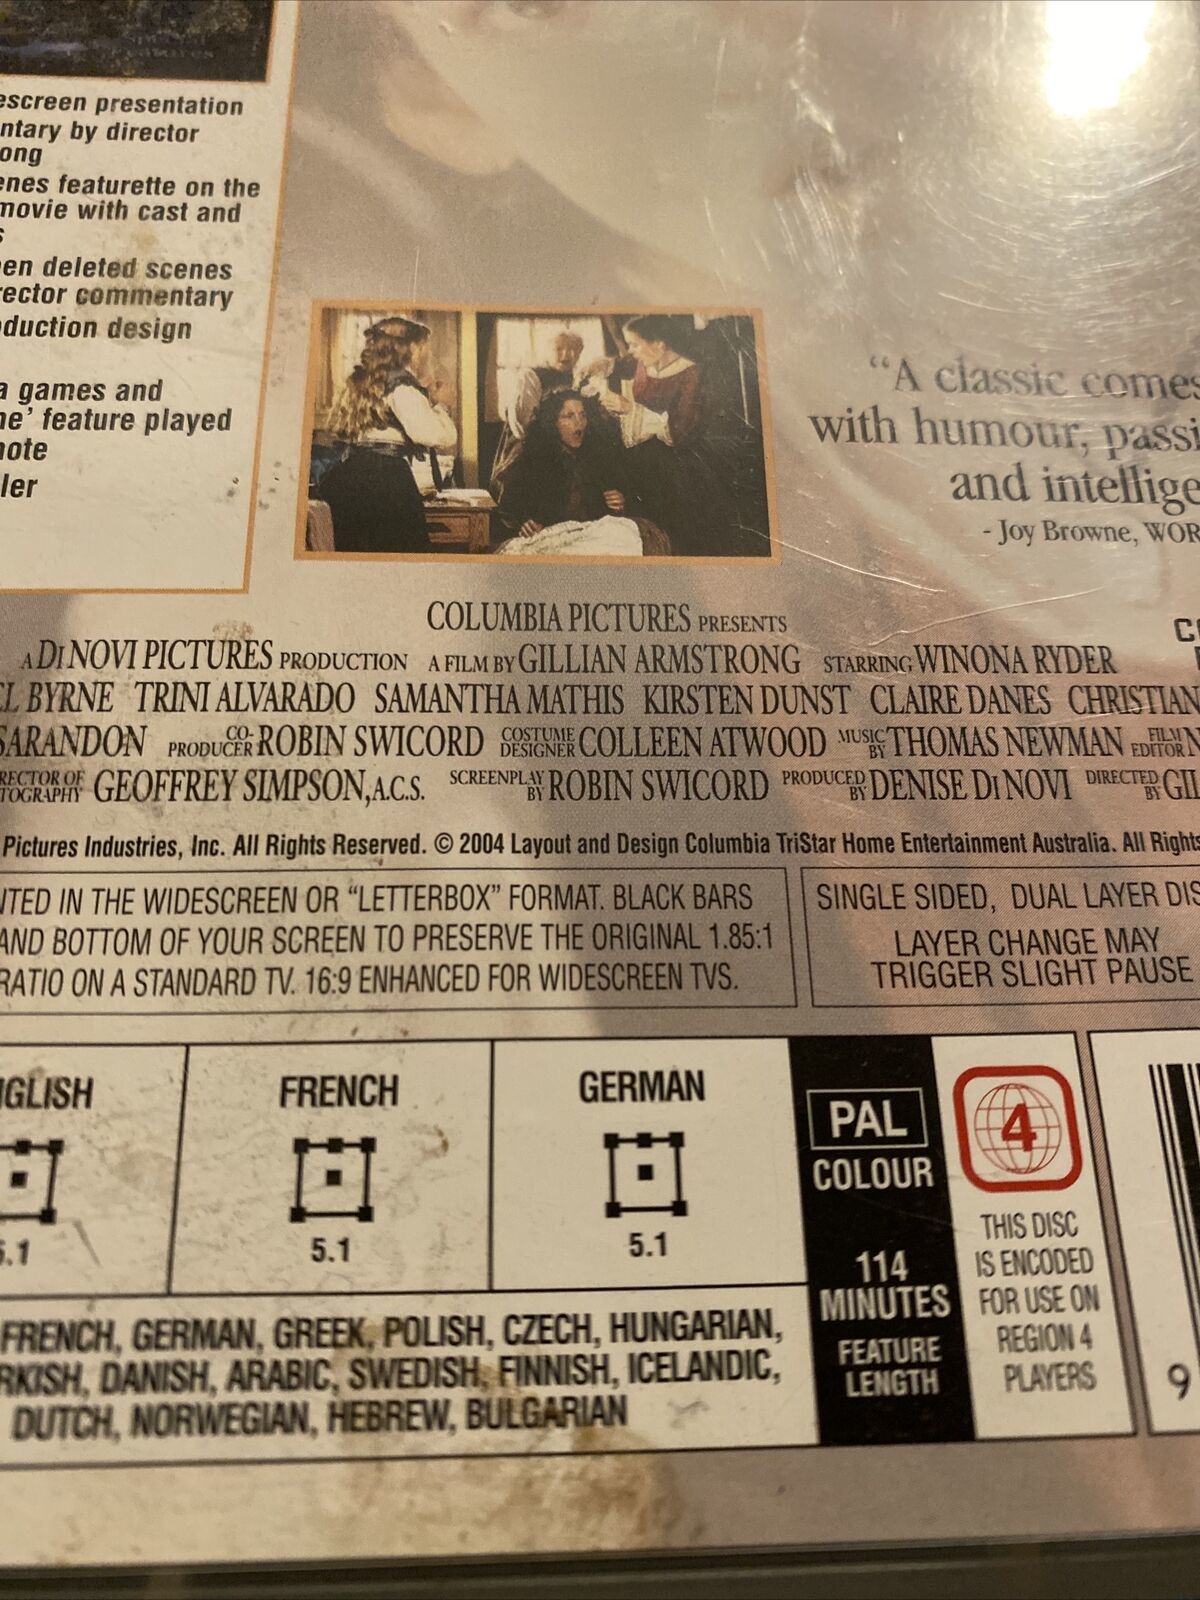 escreen presentation
ntary by director
ong
enes featurette on the
movie with cast and
s
en deleted scenes
rector commentary
duction design
a games and
ne' feature played
note
ler
"A classic comes
with humour, passi
and intellige
- Joy Browne, WOR
COLUMBIA PICTURES PRESENTS
A DI NOVI PICTURES PRODUCTION A FILM BY GILLIAN ARMSTRONG STARRING WINONA RYDER
EL BYRNE TRINI ALVARADO SAMANTHA MATHIS KIRSTEN DUNST CLAIRE DANES CHRISTIAN
SARANDON CO-PRODUCER ROBIN SWICORD COSTUME DESIGNER COLLEEN ATWOOD MUSIC BY THOMAS NEWMAN FILM EDITOR N
RECTOR OF TOGRAPHY GEOFFREY SIMPSON, A.C.S. SCREENPLAY BY ROBIN SWICORD PRODUCED BY DENISE DI NOVI DIRECTED BY GIL
Pictures Industries, Inc. All Rights Reserved. © 2004 Layout and Design Columbia TriStar Home Entertainment Australia. All Rights
NTED IN THE WIDESCREEN OR "LETTERBOX" FORMAT. BLACK BARS
AND BOTTOM OF YOUR SCREEN TO PRESERVE THE ORIGINAL 1.85:1
RATIO ON A STANDARD TV. 16:9 ENHANCED FOR WIDESCREEN TVS.
SINGLE SIDED, DUAL LAYER DIS
LAYER CHANGE MAY
TRIGGER SLIGHT PAUSE
NGLISH
5.1
FRENCH
5.1
GERMAN
5.1
FRENCH, GERMAN, GREEK, POLISH, CZECH, HUNGARIAN,
RKISH, DANISH, ARABIC, SWEDISH, FINNISH, ICELANDIC,
DUTCH, NORWEGIAN, HEBREW, BULGARIAN
PAL
COLOUR
114
MINUTES
FEATURE
LENGTH
4
THIS DISC
IS ENCODED
FOR USE ON
REGION 4
PLAYERS
9